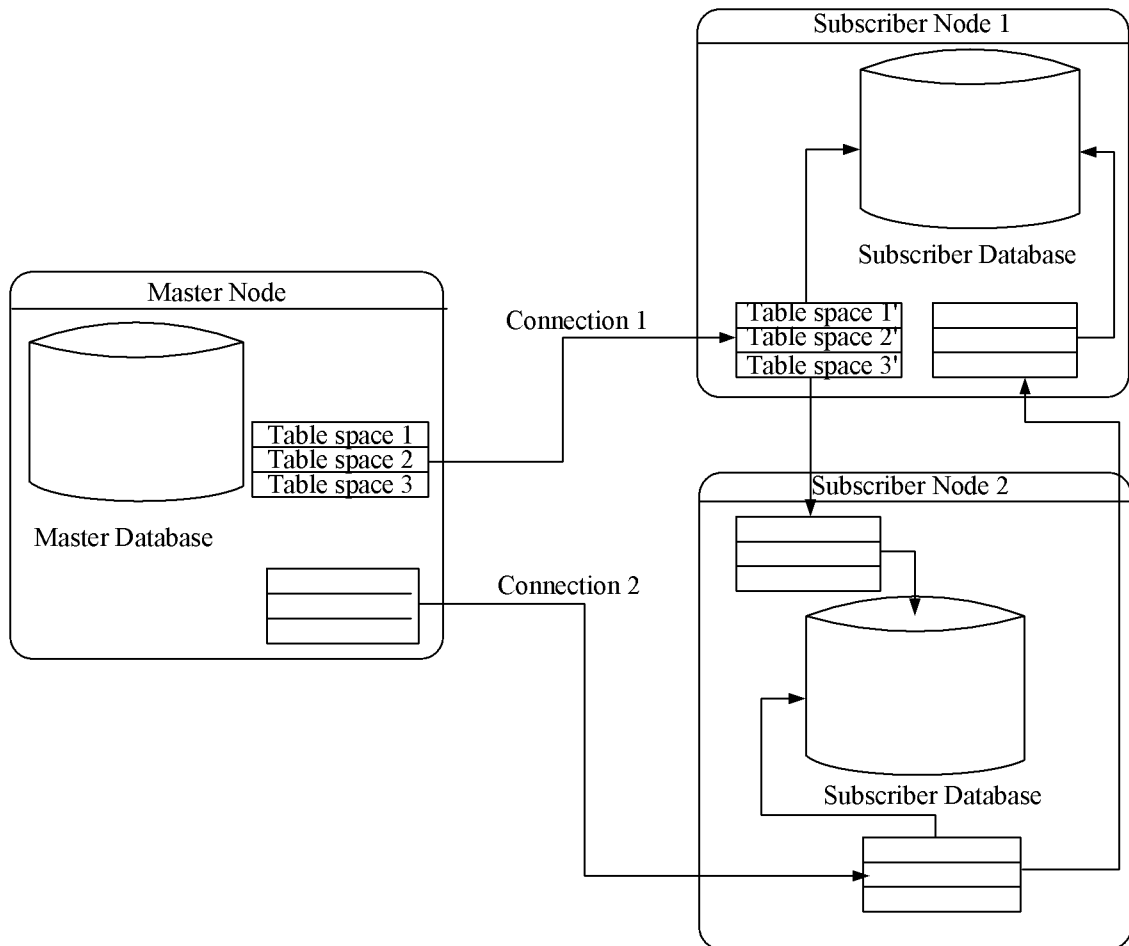 Subscriber Node 1
Subscriber Database
Master Node
Connection 1
Table space 1'
Table space 2'
Table space 3'
Table space 1
Table space 2
Table space 3
Subscriber Node 2
Master Database
Connection 2
Subscriber Database